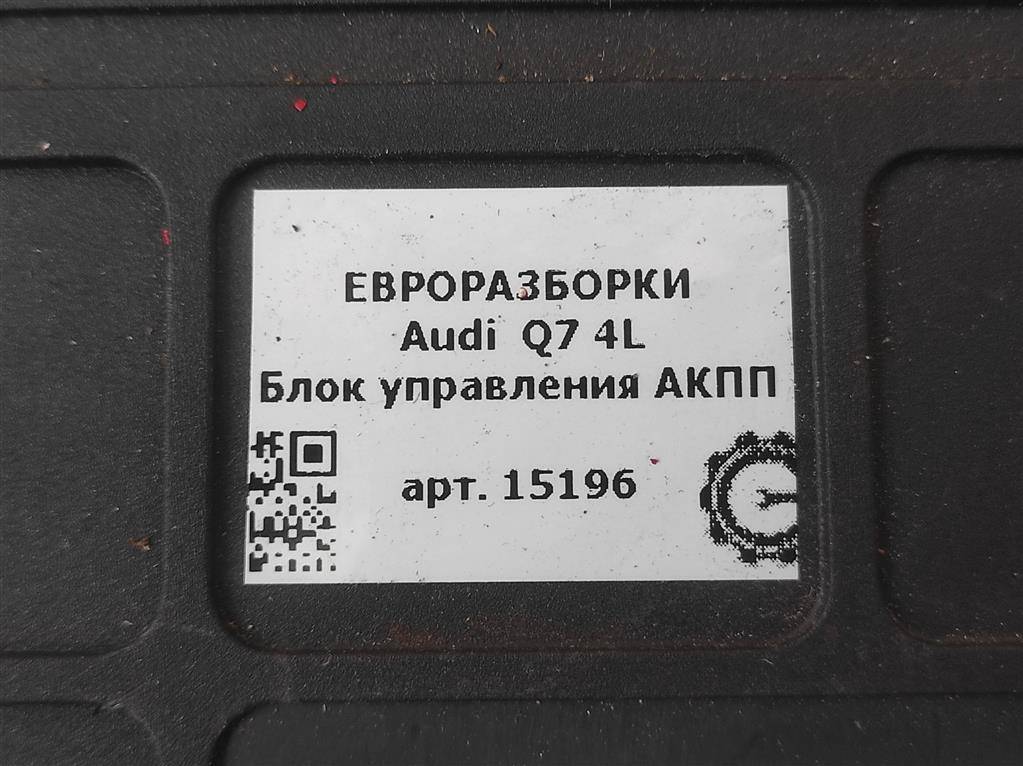 ЕВРОРАЗБОРКИ
Audi Q7 4L
Блок управления АКПП
арт. 15196